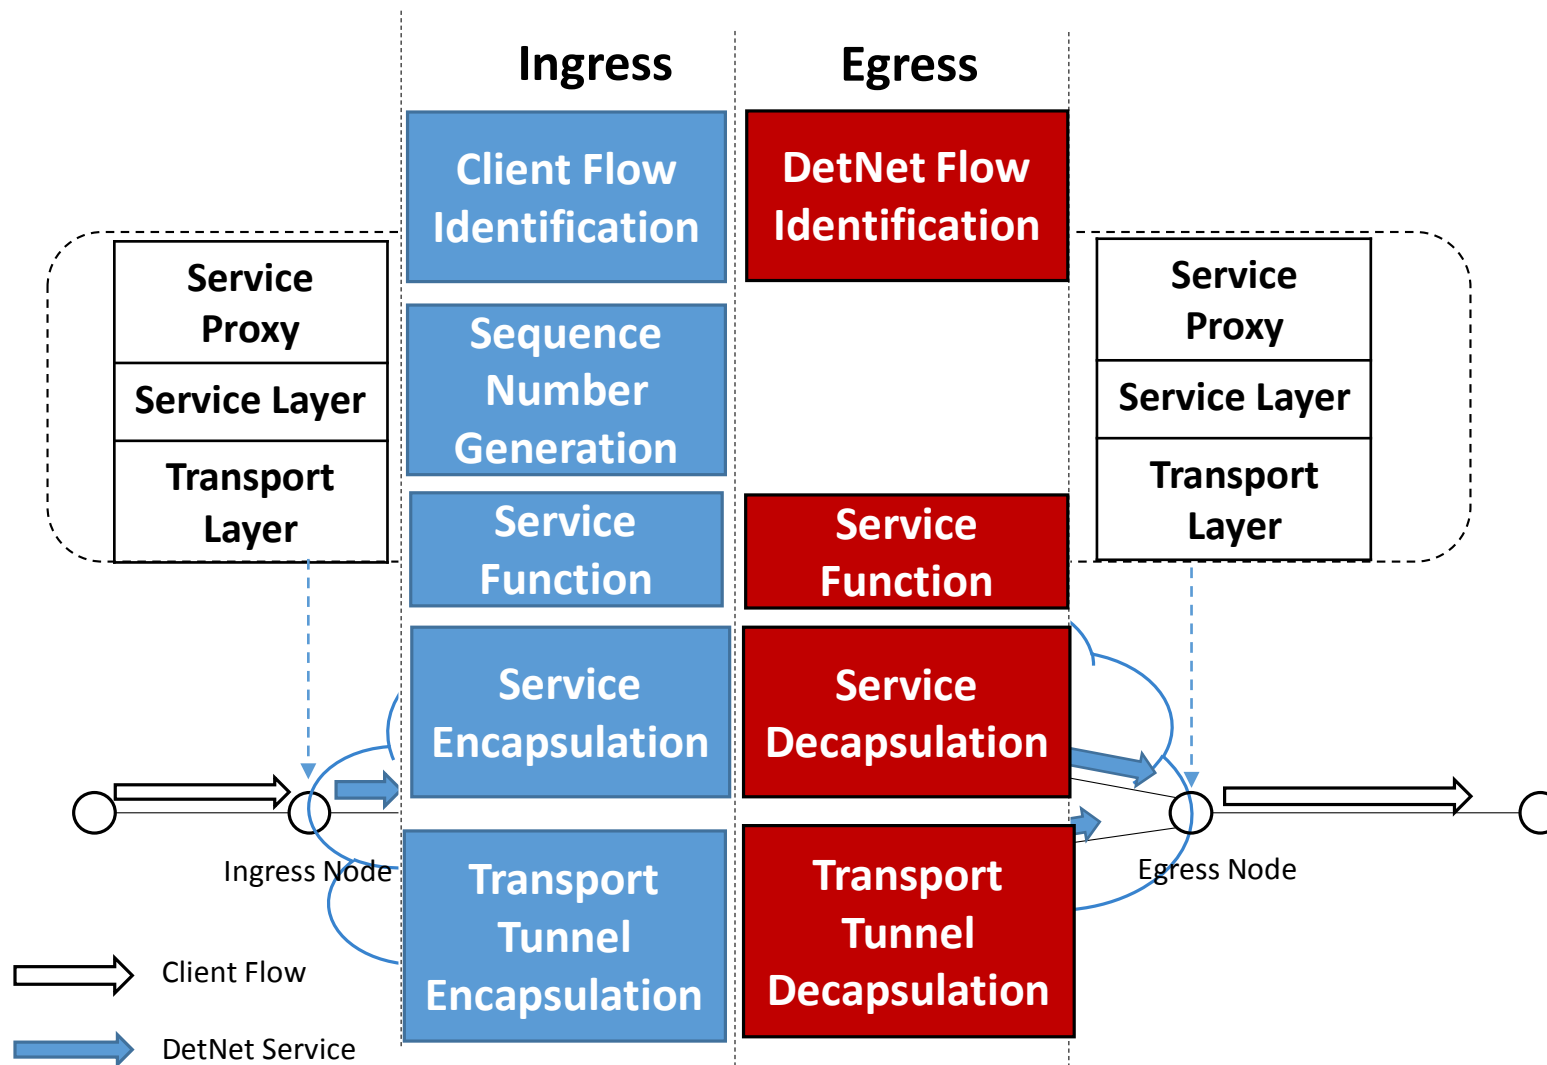 Ingress
Egress
Client Flow
Identification
DetNet Flow
Identification
Service
Proxy
Service Layer
Transport
Layer
Sequence
Number
Generation
Service
Function
Service
Function
Service
Proxy
Service Layer
Transport
Layer
Service
Encapsulation
Service
Decapsulation
Ingress Node
Egress Node
Transport
Tunnel
Encapsulation
Transport
Tunnel
Decapsulation
Client Flow
DetNet Service